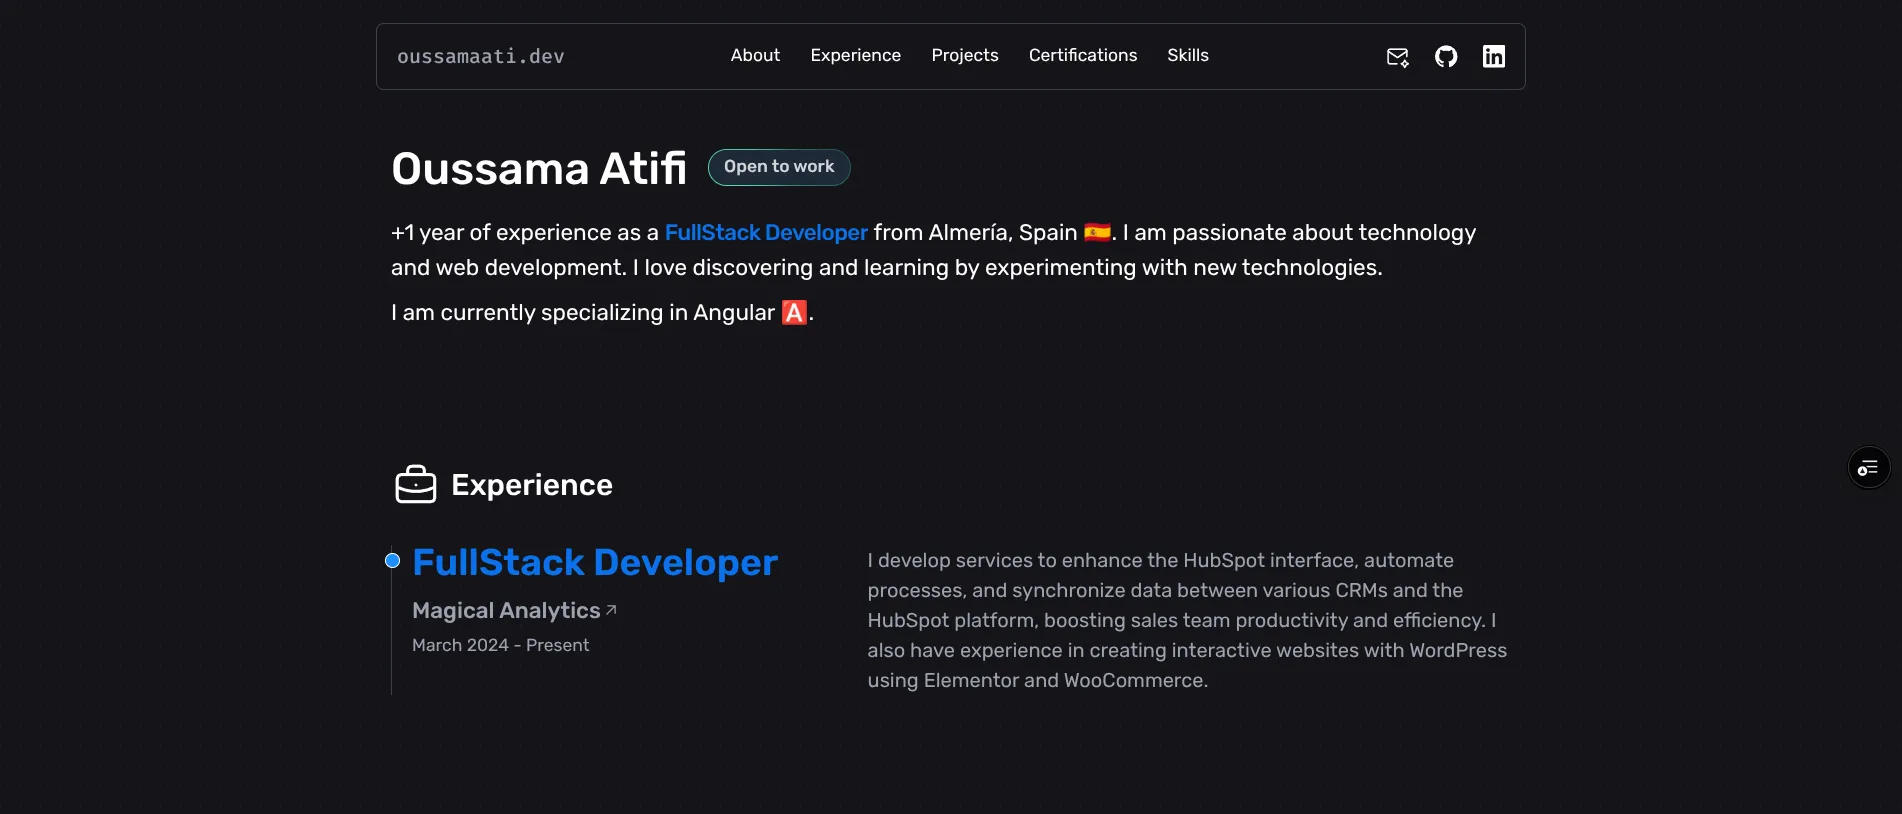 oussamaati.dev
About Experience Projects Certifications Skills
Oussama Atifi
Open to work
+1 year of experience as a FullStack Developer from Almería, Spain 🇪🇸. I am passionate about technology
and web development. I love discovering and learning by experimenting with new technologies.
I am currently specializing in Angular 🅰️.
Experience
FullStack Developer
Magical Analytics ↗
March 2024 - Present
I develop services to enhance the HubSpot interface, automate
processes, and synchronize data between various CRMs and the
HubSpot platform, boosting sales team productivity and efficiency. I
also have experience in creating interactive websites with WordPress
using Elementor and WooCommerce.